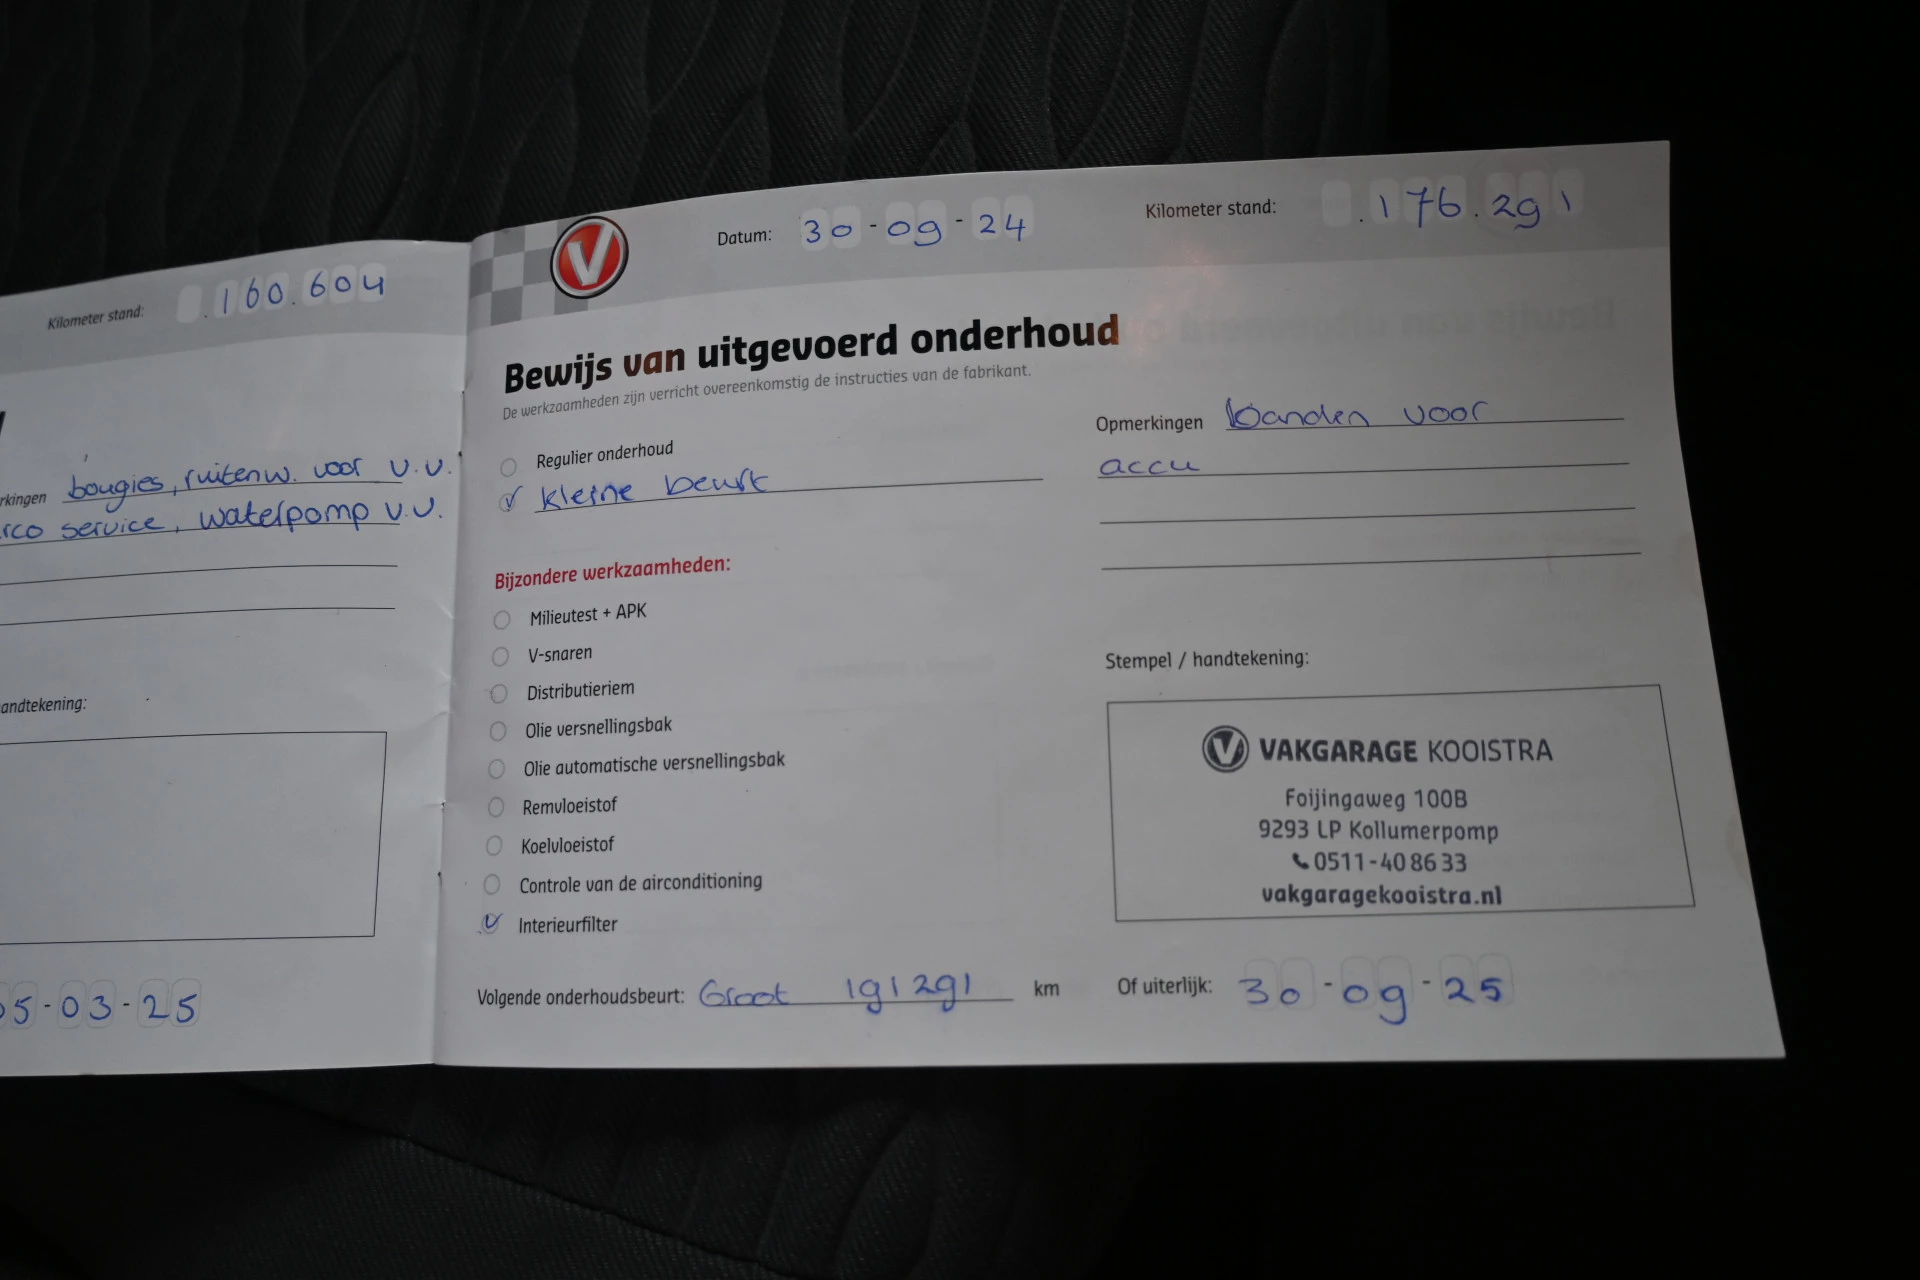 Kilometer stand: .160.604
rkingen bougies, ruitenw. voor v.v.
rco service, waterpomp v.v.
andtekening:
5-03-25
V
Datum: 30-09-24
Kilometer stand: .176.291
Bewijs van uitgevoerd onderhoud
De werkzaamheden zijn verricht overeenkomstig de instructies van de fabrikant.
Regulier onderhoud
kleine beurt
Bijzondere werkzaamheden:
Milieutest + APK
V-snaren
Distributieriem
Olie versnellingsbak
Olie automatische versnellingsbak
Remvloeistof
Koelvloeistof
Controle van de airconditioning
Interieurfilter
Volgende onderhoudsbeurt: Groot 191291 km
Opmerkingen banden voor
accu
Stempel / handtekening:
V VAKGARAGE KOOISTRA
Foijingaweg 100B
9293 LP Kollumerpomp
0511-40 86 33
vakgaragekooistra.nl
Of uiterlijk: 30-09-25